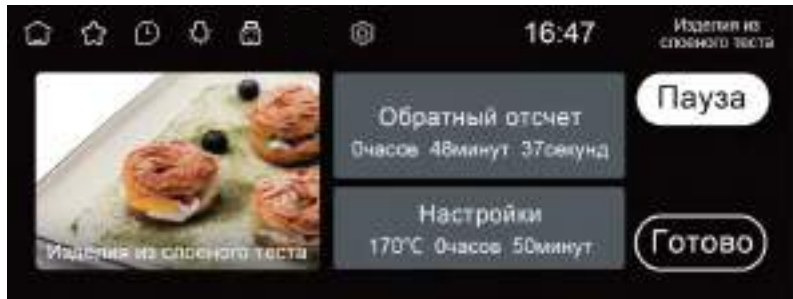 16:47
Изделия из
слоеного теста
Изделия из слоеного теста
Обратный отсчет
0часов 48минут 37секунд
Настройки
170°C 0часов 50минут
Пауза
Готово